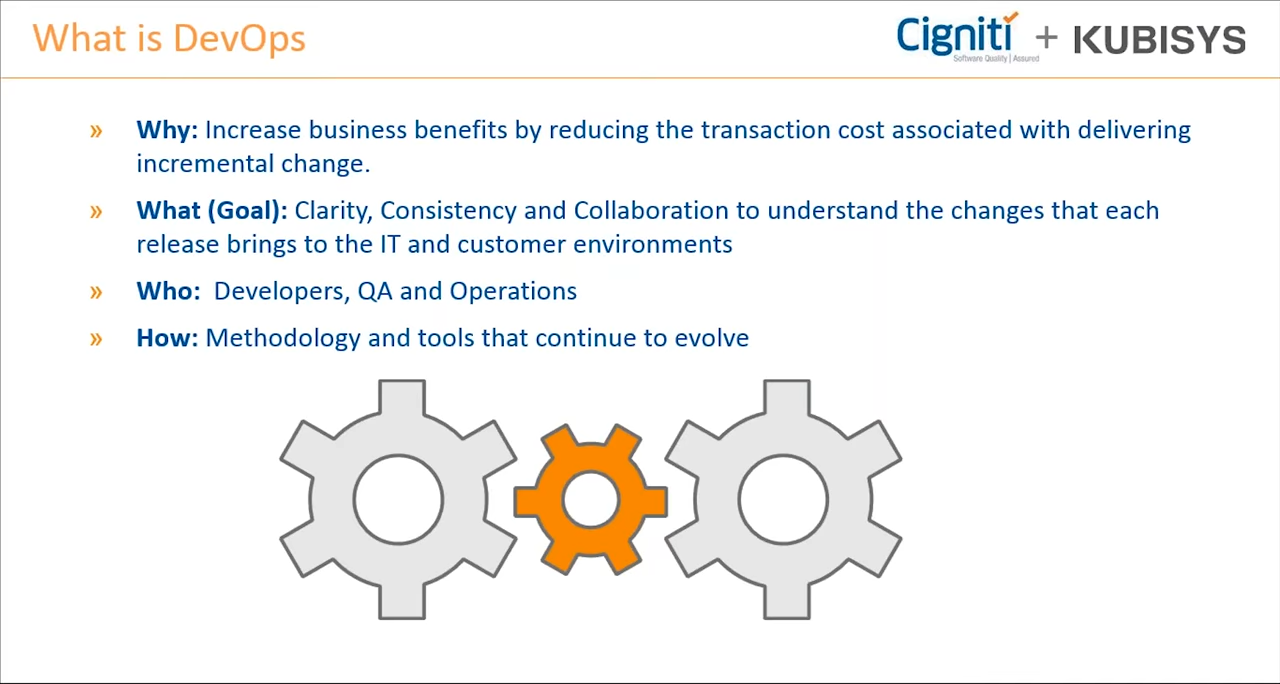 What is DevOps
Cigniti + KUBISYS
Software Quality | Assured
» Why: Increase business benefits by reducing the transaction cost associated with delivering
incremental change.
» What (Goal): Clarity, Consistency and Collaboration to understand the changes that each
release brings to the IT and customer environments
» Who: Developers, QA and Operations
» How: Methodology and tools that continue to evolve